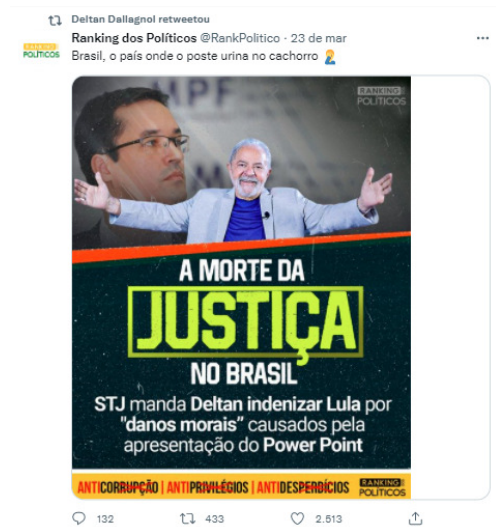 Deltan Dallagnol retweetou
Ranking dos Políticos @RankPolitico · 23 de mar
Brasil, o país onde o poste urina no cachorro
RANKING
POLÍTICOS
MPF
RANKING
POLÍTICOS
A MORTE DA
JUSTIÇA
NO BRASIL
STJ manda Deltan indenizar Lula por
"danos morais” causados pela
apresentação do Power Point
ANTICORRUPÇÃO | ANTIPRIVILÉGIOS | ANTIDESPERDÍCIOS
RANKING
POLÍTICOS
132 433 2.513